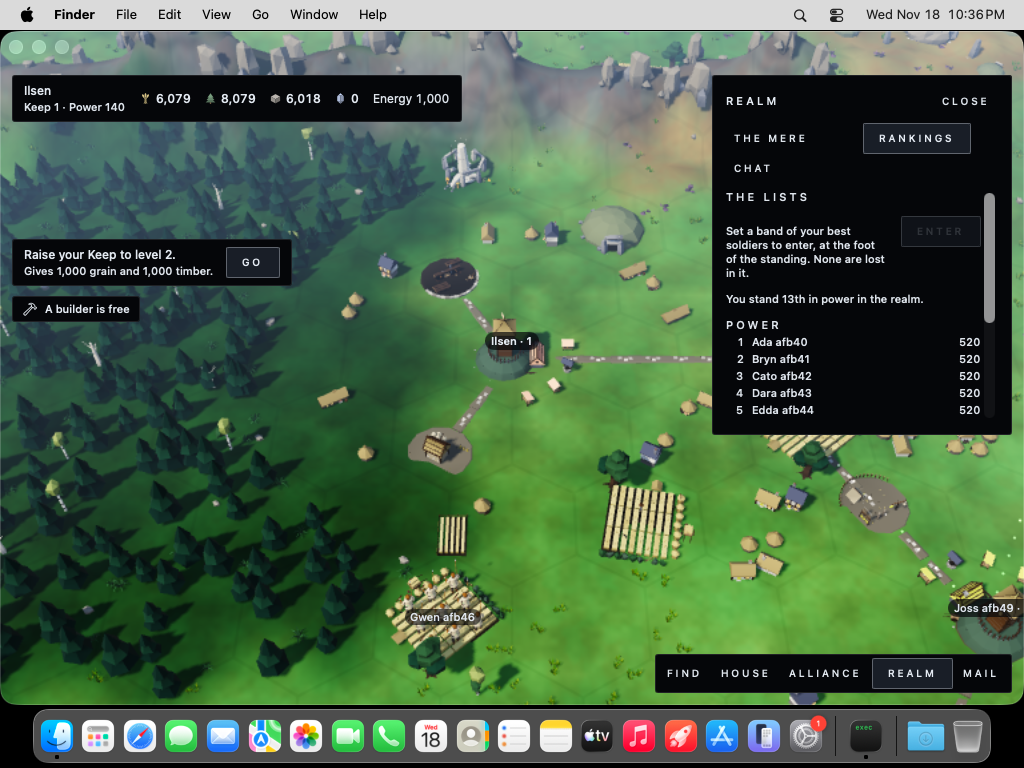 Finder File Edit View Go Window Help Wed Nov 18 10:36 PM
Ilsen
Keep 1 · Power 140
6,079 8,079 6,018 0 Energy 1,000
REALM CLOSE
THE MERE RANKINGS
CHAT
THE LISTS
Set a band of your best
soldiers to enter, at the foot
of the standing. None are lost
in it.
ENTER
You stand 13th in power in the realm.
POWER
1 Ada afb40 520
2 Bryn afb41 520
3 Cato afb42 520
4 Dara afb43 520
5 Edda afb44 520
Raise your Keep to level 2.
Gives 1,000 grain and 1,000 timber.
GO
A builder is free
Ilsen · 1
Gwen afb46
Joss afb49 ·
FIND HOUSE ALLIANCE REALM MAIL
Wed
18
tv
1
exec